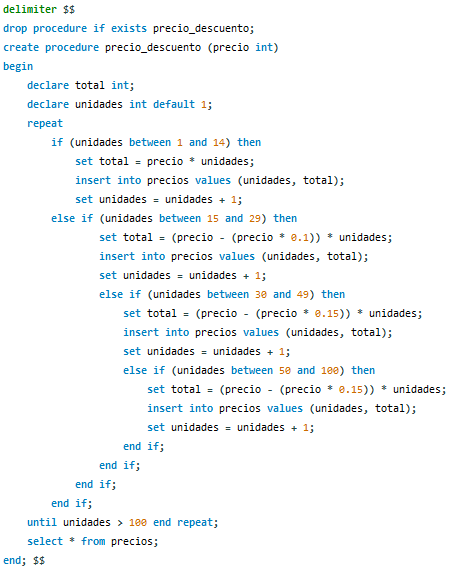 delimiter $$
drop procedure if exists precio_descuento;
create procedure precio_descuento (precio int)
begin
    declare total int;
    declare unidades int default 1;
    repeat
        if (unidades between 1 and 14) then
            set total = precio * unidades;
            insert into precios values (unidades, total);
            set unidades = unidades + 1;
        else if (unidades between 15 and 29) then
                set total = (precio - (precio * 0.1)) * unidades;
                insert into precios values (unidades, total);
                set unidades = unidades + 1;
                else if (unidades between 30 and 49) then
                    set total = (precio - (precio * 0.15)) * unidades;
                    insert into precios values (unidades, total);
                    set unidades = unidades + 1;
                    else if (unidades between 50 and 100) then
                        set total = (precio - (precio * 0.15)) * unidades;
                        insert into precios values (unidades, total);
                        set unidades = unidades + 1;
                    end if;
                end if;
            end if;
        end if;
    until unidades > 100 end repeat;
    select * from precios;
end; $$